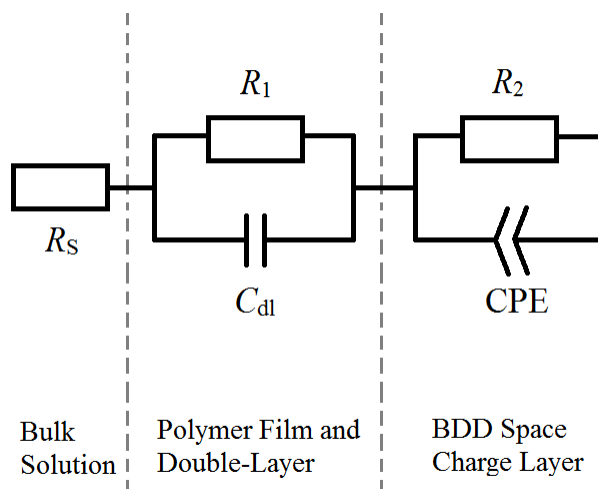 R1
R2
RS
Cdl
CPE
Bulk
Solution
Polymer Film and
Double-Layer
BDD Space
Charge Layer